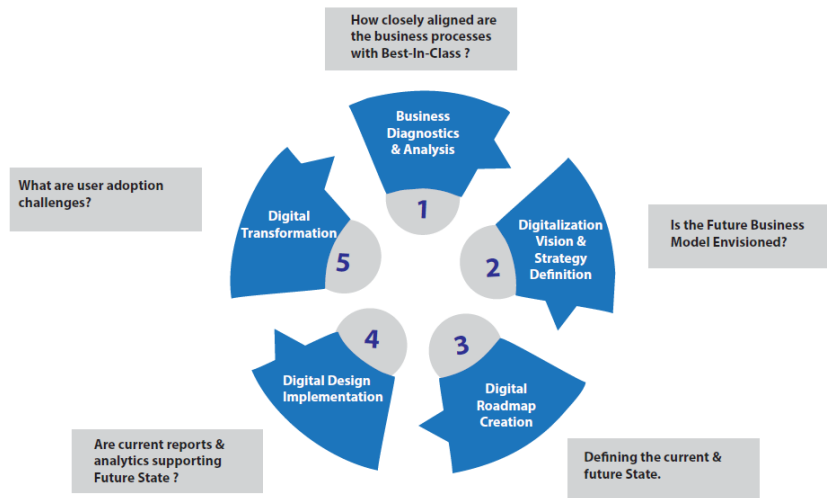 How closely aligned are
the business processes
with Best-In-Class ?
Business
Diagnostics
& Analysis
1
Digitalization
Vision &
Strategy
Definition
2
Is the Future Business
Model Envisioned?
3
Digital
Roadmap
Creation
Defining the current &
future State.
4
Digital Design
Implementation
Are current reports &
analytics supporting
Future State ?
Digital
Transformation
5
What are user adoption
challenges?